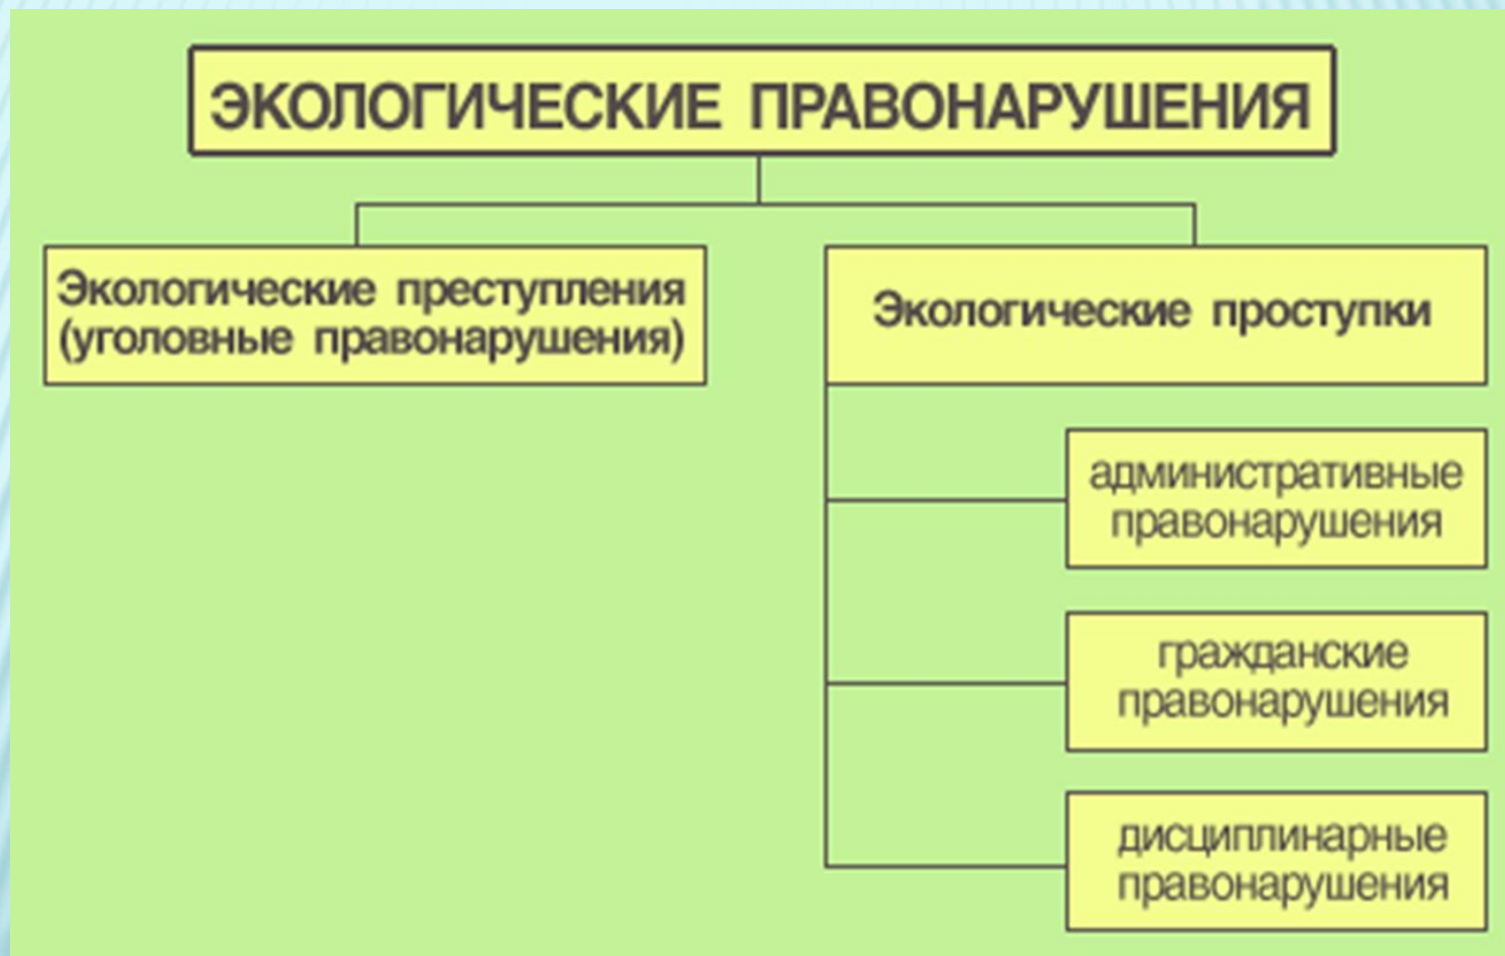 ЭКОЛОГИЧЕСКИЕ ПРАВОНАРУШЕНИЯ
Экологические преступления
(уголовные правонарушения)
Экологические проступки
административные
правонарушения
гражданские
правонарушения
дисциплинарные
правонарушения